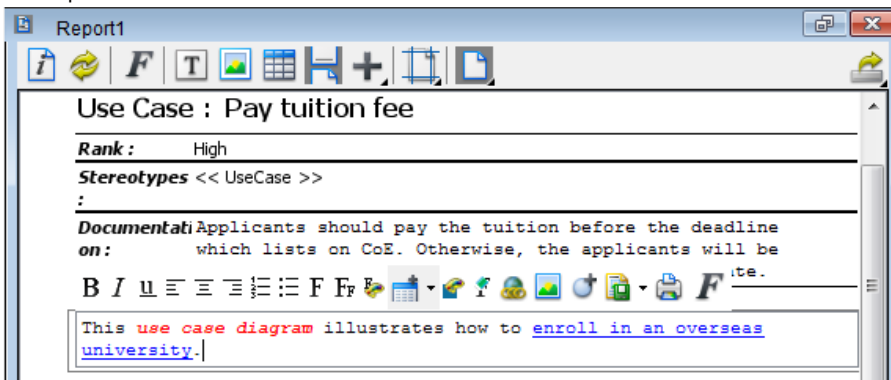 Report1
Use Case : Pay tuition fee
Rank : High
Stereotypes << UseCase >>
:
Documentati Applicants should pay the tuition before the deadline
on : which lists on CoE. Otherwise, the applicants will be
This use case diagram illustrates how to enroll in an overseas
university.